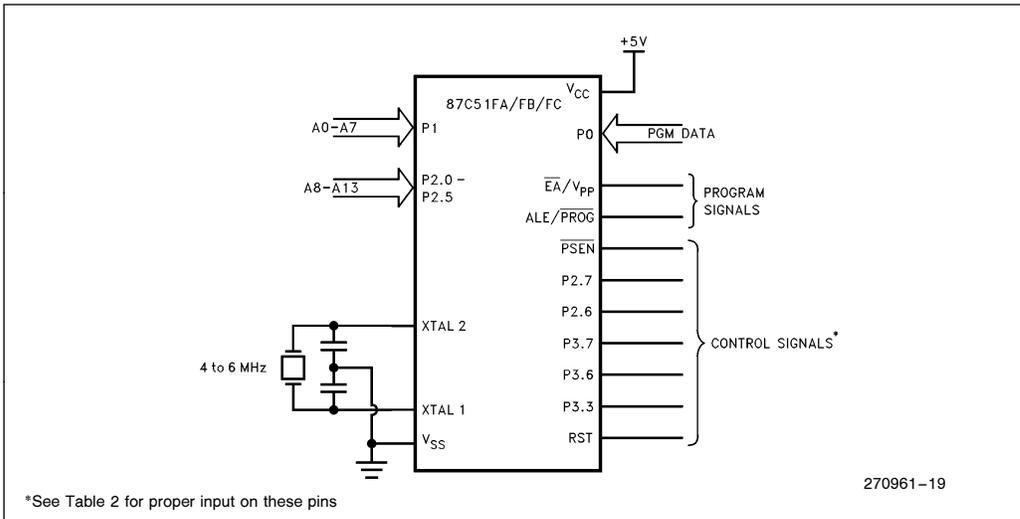 +5V
VCC
87C51FA/FB/FC
A0-A7
P1
P0
PGM DATA
A8-A13
P2.0-
P2.5
EA/VPP
ALE/PROG
PROGRAM
SIGNALS
PSEN
P2.7
P2.6
P3.7
P3.6
P3.3
RST
CONTROL SIGNALS*
XTAL 2
4 to 6 MHz
XTAL 1
VSS
270961-19
*See Table 2 for proper input on these pins